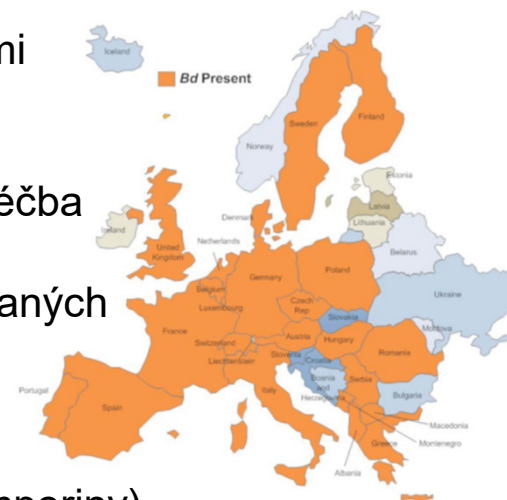 mi
Iceland
Bd Present
Sweden
Finland
Norway
Estonia
éčba
Latvia
Ireland
Denmark
Lithuania
United
Kingdom
Netherlands
Belarus
Germany
Poland
Belgium
aných
Luxembourg
Czech
Rep
Ukraine
Slovakia
France
Moldova
Austria
Hungary
Switzerland
Romania
Liechtenstein
Slovenia
Croatia
Portugal
Italy
Bosnia
and
Herzegovina
Serbia
Bulgaria
Spain
Macedonia
Greece
Montenegro
Albania